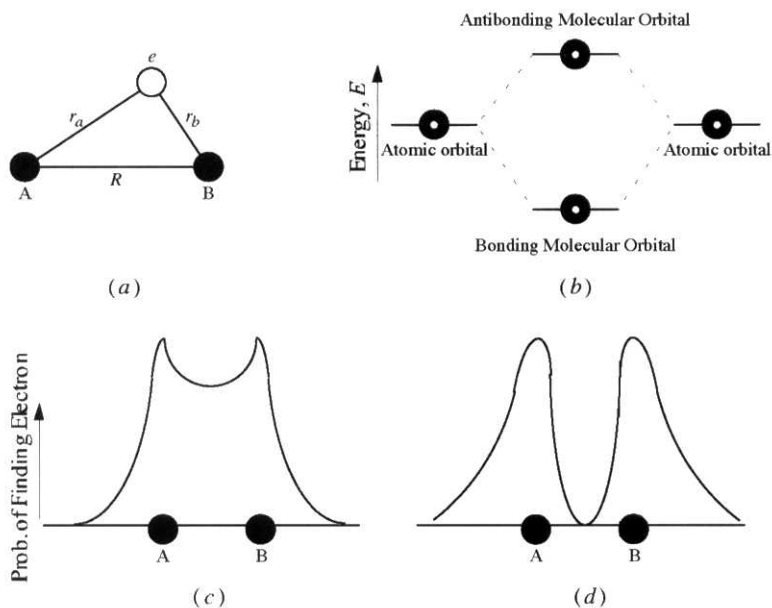 e
r_a
r_b
R
A
B
(a)
Antibonding Molecular Orbital
Energy, E
Atomic orbital
Atomic orbital
Bonding Molecular Orbital
(b)
Prob. of Finding Electron
A
B
(c)
A
B
(d)